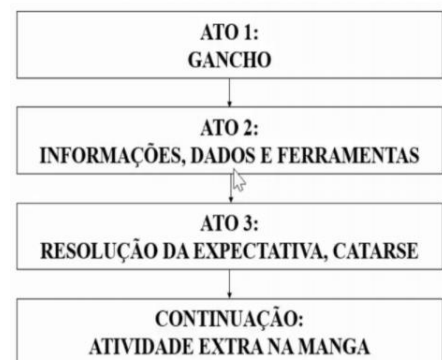 ATO 1:
GANCHO
ATO 2:
INFORMAÇÕES, DADOS E FERRAMENTAS
ATO 3:
RESOLUÇÃO DA EXPECTATIVA, CATARSE
CONTINUAÇÃO:
ATIVIDADE EXTRA NA MANGA